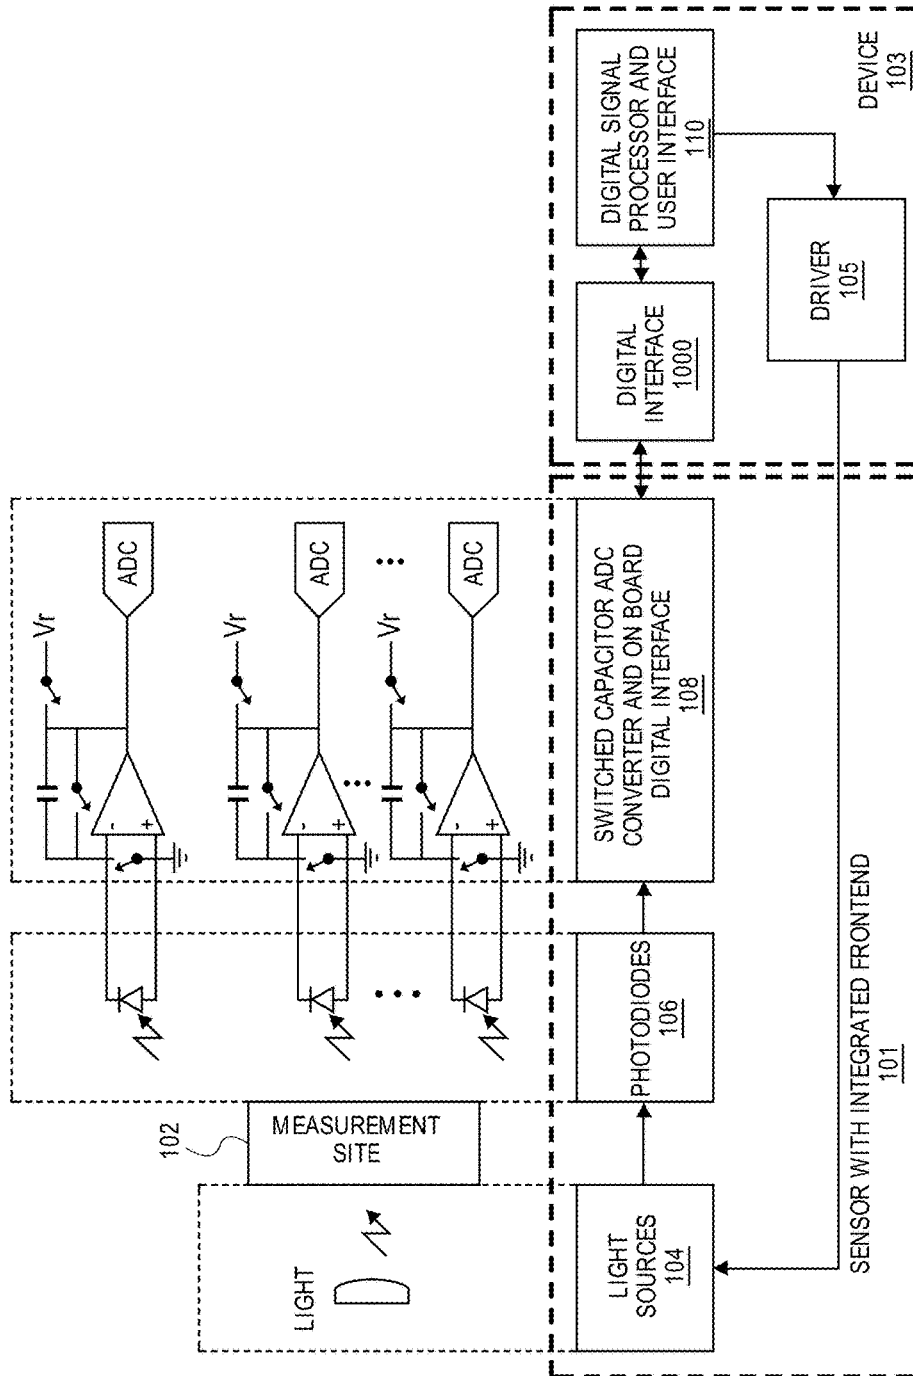 LIGHT
102
MEASUREMENT
SITE
-
+
Vr
ADC
-
+
Vr
ADC
-
+
Vr
ADC
LIGHT
SOURCES
104
PHOTODIODES
106
SWITCHED CAPACITOR ADC
CONVERTER AND ON BOARD
DIGITAL INTERFACE
108
DIGITAL
INTERFACE
1000
DIGITAL SIGNAL
PROCESSOR AND
USER INTERFACE
110
DRIVER
105
SENSOR WITH INTEGRATED FRONTEND
101
DEVICE
103